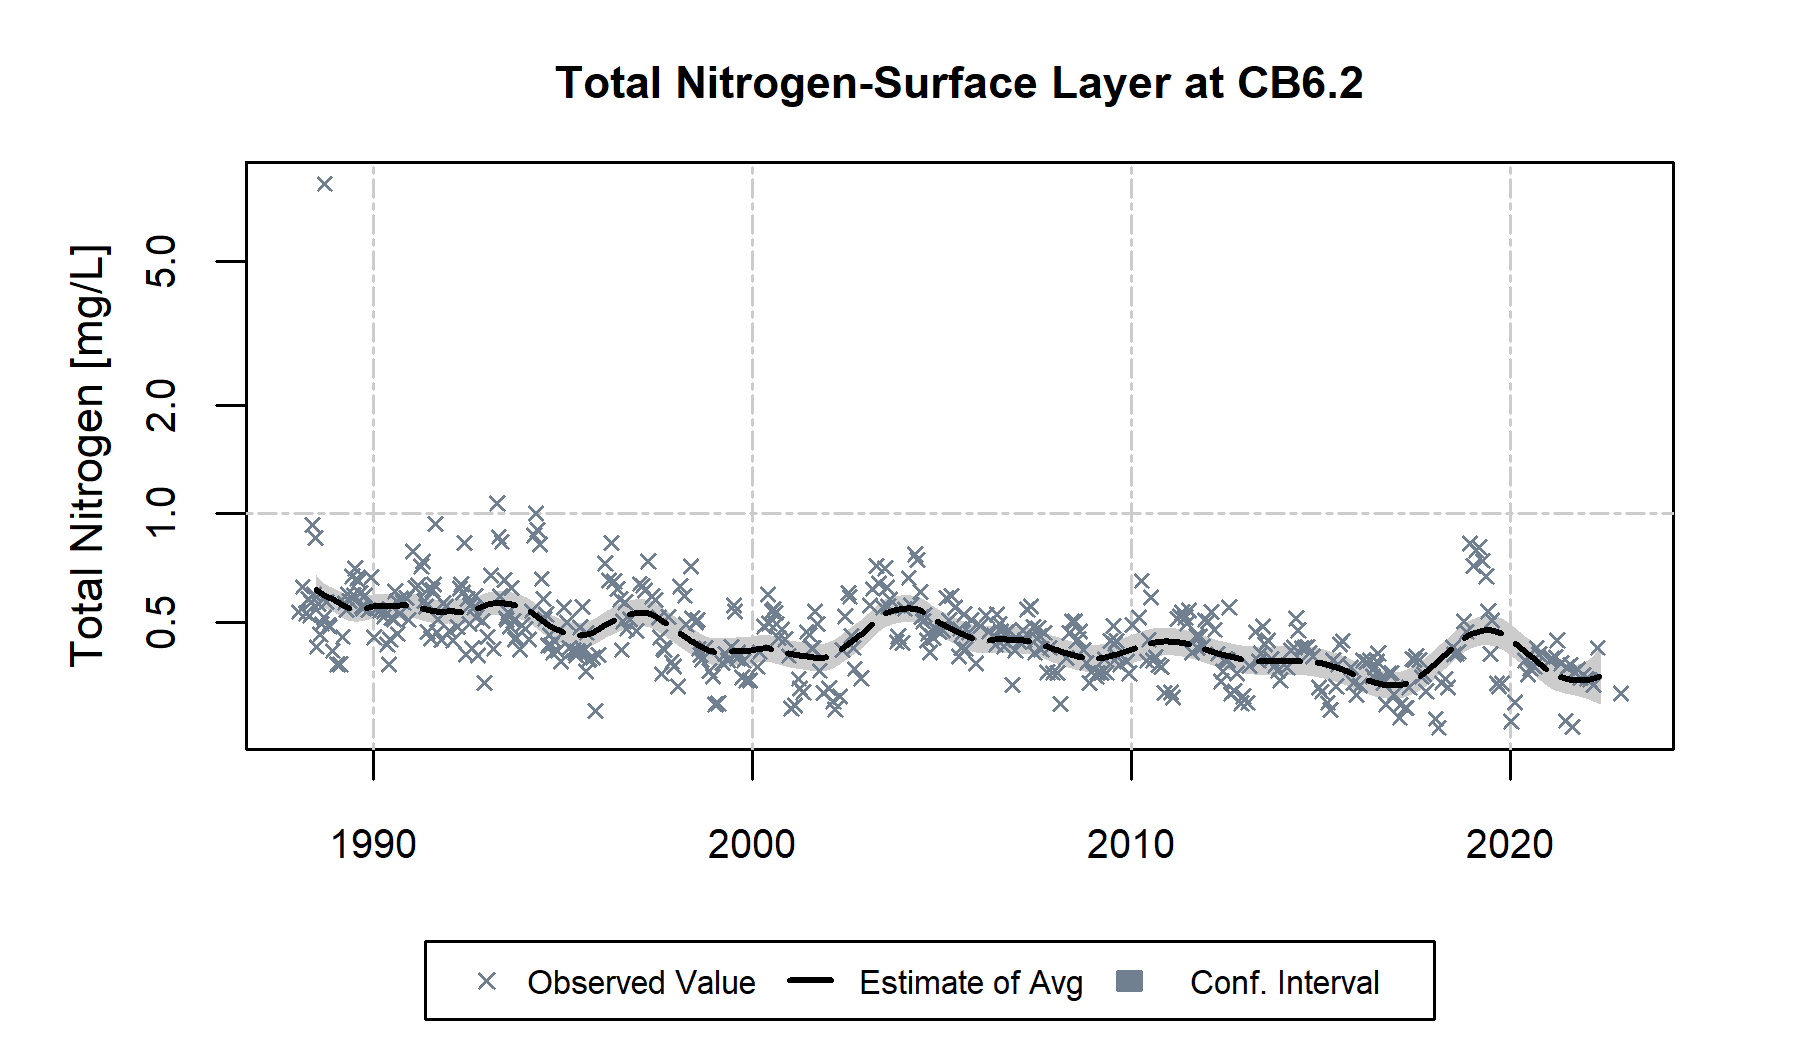 Total Nitrogen-Surface Layer at CB6.2
Total Nitrogen [mg/L]
5.0
2.0
1.0
0.5
1990 2000 2010 2020
Observed Value Estimate of Avg Conf. Interval